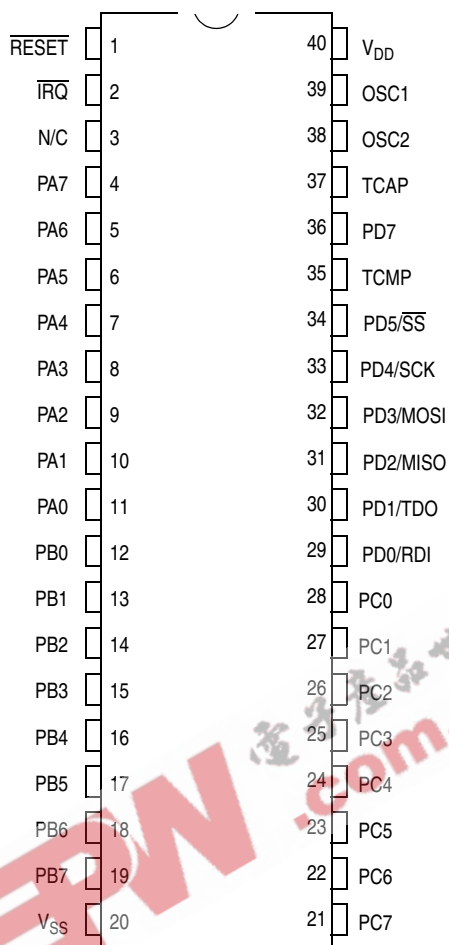 RESET 1 40 VDD
IRQ 2 39 OSC1
N/C 3 38 OSC2
PA7 4 37 TCAP
PA6 5 36 PD7
PA5 6 35 TCMP
PA4 7 34 PD5/SS
PA3 8 33 PD4/SCK
PA2 9 32 PD3/MOSI
PA1 10 31 PD2/MISO
PA0 11 30 PD1/TDO
PB0 12 29 PD0/RDI
PB1 13 28 PC0
PB2 14 27 PC1
PB3 15 26 PC2
PB4 16 25 PC3
PB5 17 24 PC4
PB6 18 23 PC5
PB7 19 22 PC6
VSS 20 21 PC7
電子產品
.com